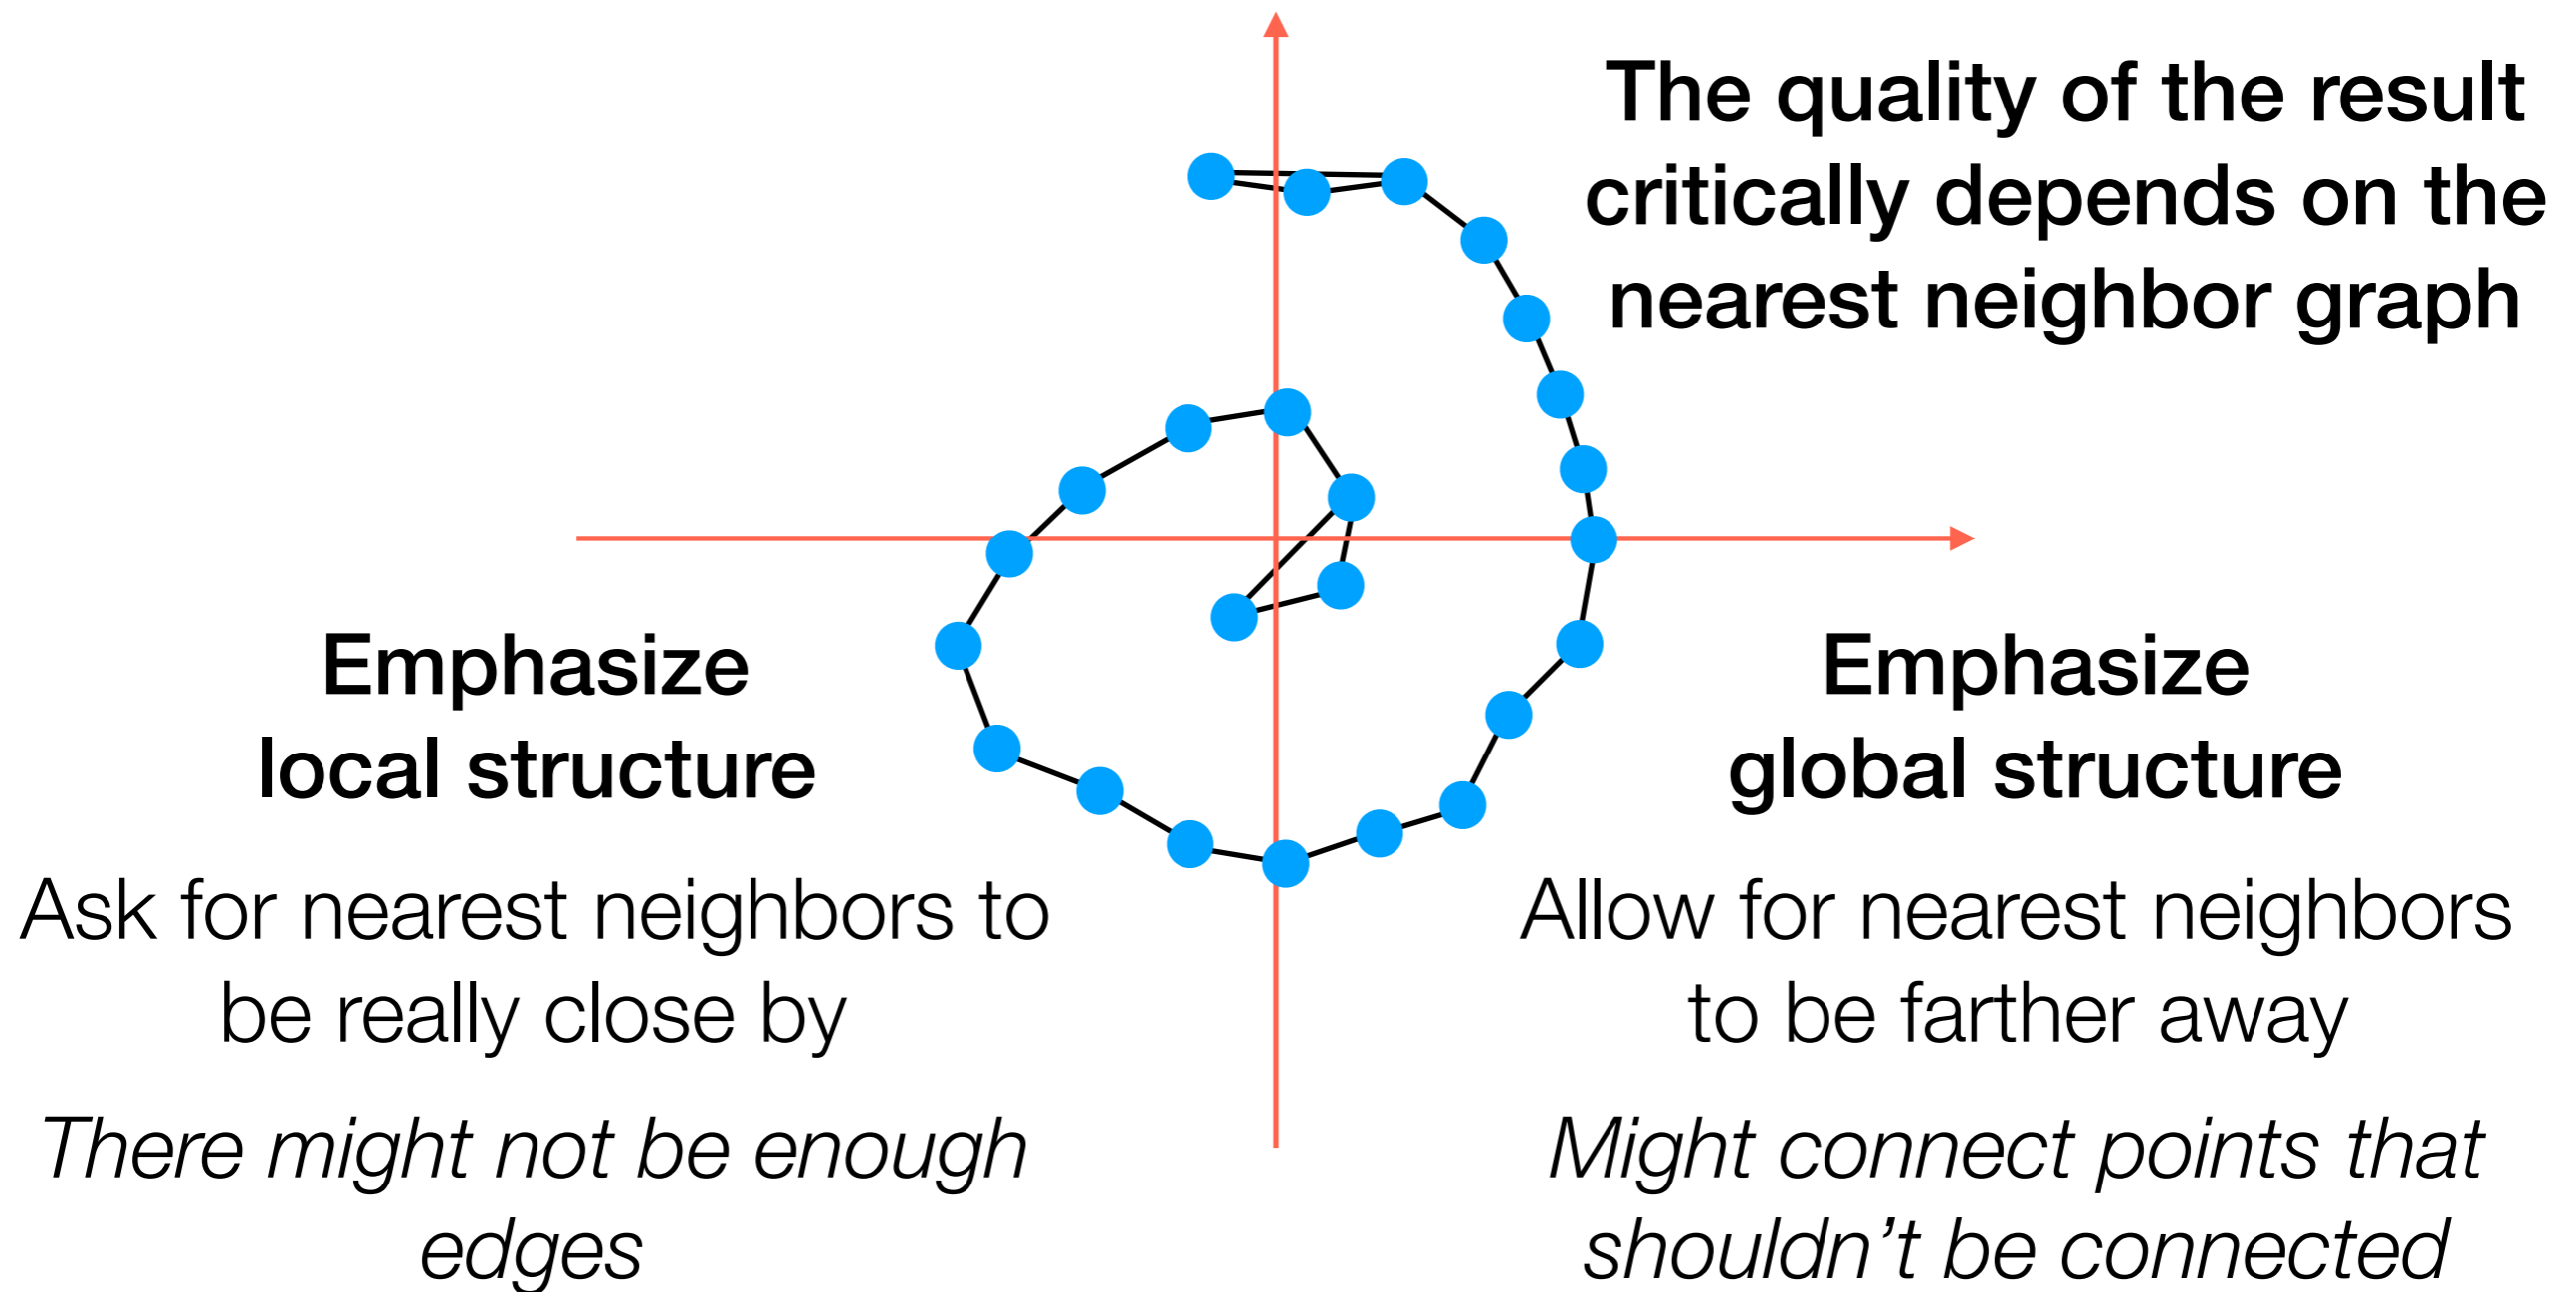 The quality of the result
critically depends on the
nearest neighbor graph
Emphasize
local structure
Ask for nearest neighbors to
be really close by
There might not be enough
edges
Emphasize
global structure
Allow for nearest neighbors
to be farther away
Might connect points that
shouldn’t be connected